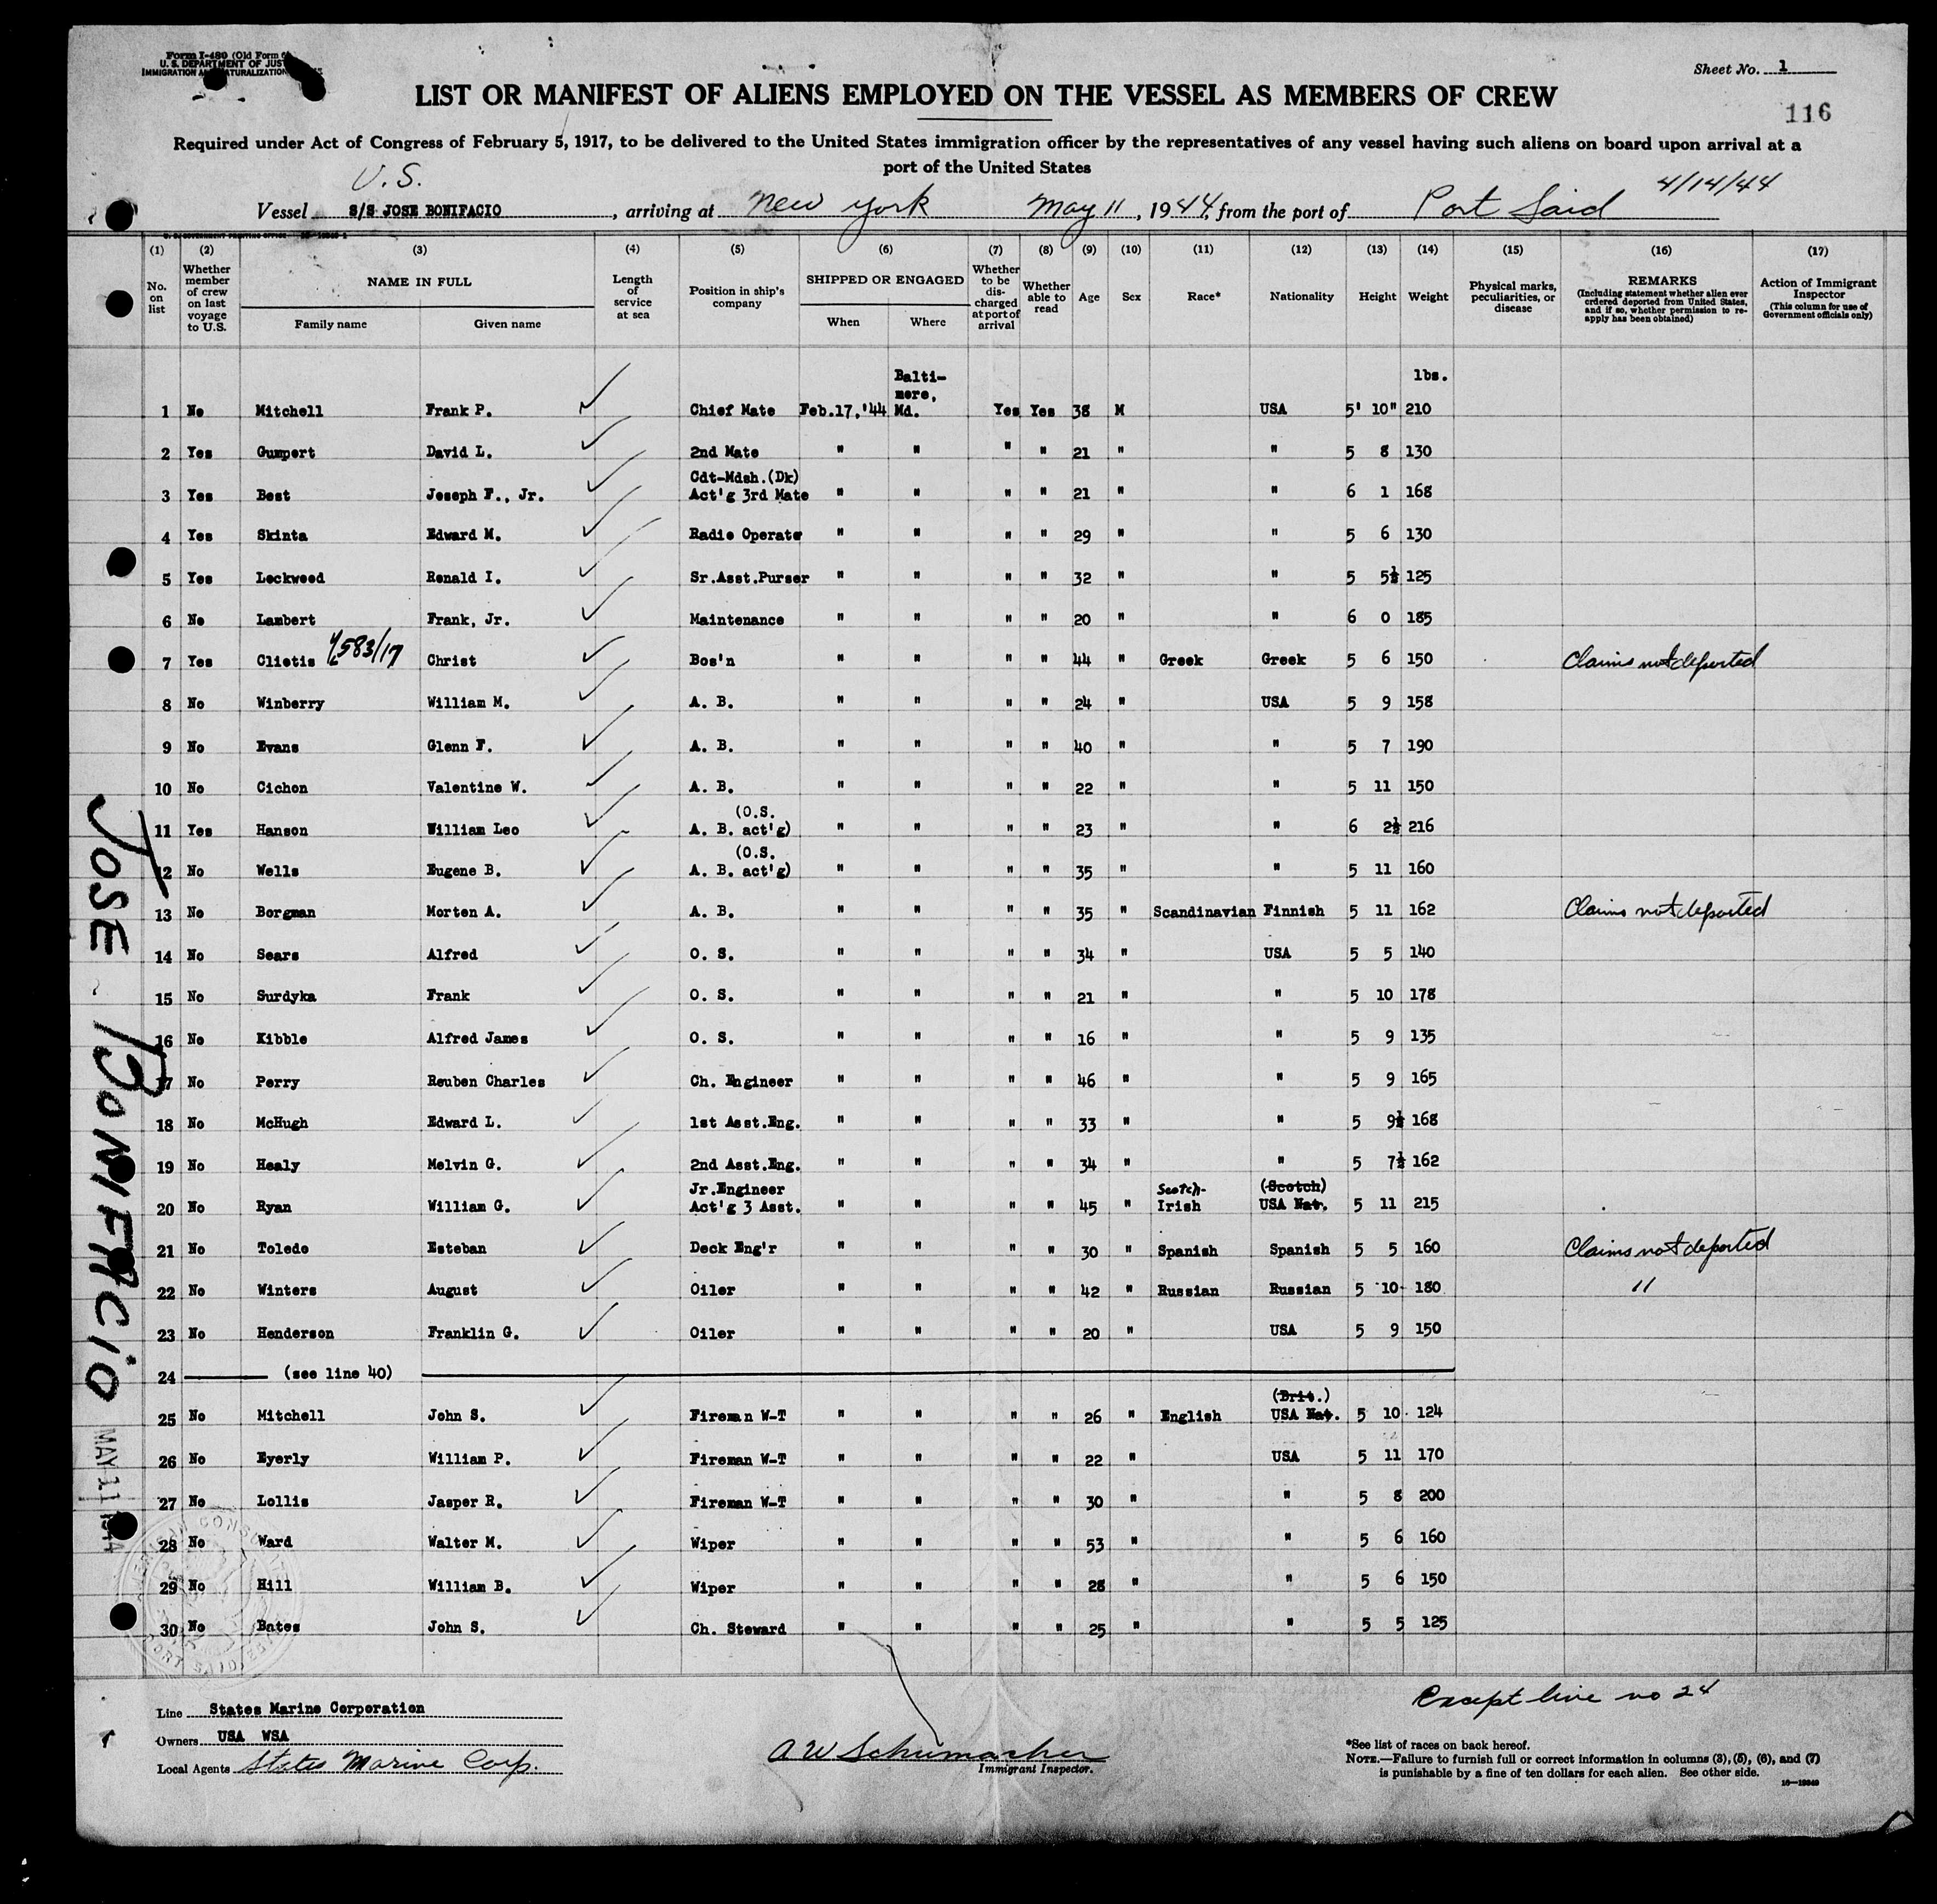 Form I-480 (Old Form
U. S. DEPARTMENT OF JUST
IMMIGRATION AND NATURALIZATION
Sheet No. 1
LIST OR MANIFEST OF ALIENS EMPLOYED ON THE VESSEL AS MEMBERS OF CREW
116
Required under Act of Congress of February 5, 1917, to be delivered to the United States immigration officer by the representatives of any vessel having such aliens on board upon arrival at a
port of the United States
U.S. 4/14/44
Vessel S/S JOSE BONIFACIO, arriving at New York May 11, 1944, from the port of Port Said
(1) (2) (3) (4) (5) (6) (7) (8) (9) (10) (11) (12) (13) (14) (15) (16) (17)
No. on list
Whether member of crew on last voyage to U.S.
NAME IN FULL
Family name Given name
Length of service at sea
Position in ship's company
SHIPPED OR ENGAGED
When Where
Whether to be discharged at port of arrival
Whether able to read
Age
Sex
Race*
Nationality
Height
Weight
Physical marks, peculiarities, or disease
REMARKS
(Including statement whether alien ever ordered deported from United States, and if so, whether permission to reapply has been obtained)
Action of Immigrant Inspector
(This column for use of Government officials only)
Balti- lbs.
more,
1 No Mitchell Frank P. Chief Mate Feb.17,'44 Md. Yes Yes 38 M USA 5' 10" 210
2 Yes Gumpert David L. 2nd Mate " " " " 21 " " 5 8 130
Cdt-Mdsh.(Dk)
3 Yes Best Joseph F., Jr. Act'g 3rd Mate " " " " 21 " " 6 1 168
4 Yes Skinta Edward M. Radio Operato " " " " 29 " " 5 6 130
5 Yes Lockwood Ronald I. Sr.Asst.Purser " " " " 32 " " 5 5½ 125
6 No Lambert Frank, Jr. Maintenance " " " " 20 " " 6 0 185
7 Yes Clietis 583/17 Christ Bos'n " " " " 44 " Greek Greek 5 6 150 Claims not deported
8 No Winberry William M. A. B. " " " " 24 " USA 5 9 158
9 No Evans Glenn F. A. B. " " " " 40 " " 5 7 190
10 No Cichon Valentine W. A. B. " " " " 22 " " 5 11 150
(O.S.
11 Yes Hanson William Leo A. B. act'g) " " " " 23 " " 6 2½ 216
(O.S.
12 No Wells Eugene B. A. B. act'g) " " " " 35 " " 5 11 160
13 No Borgman Morten A. A. B. " " " " 35 " Scandinavian Finnish 5 11 162 Claims not deported
14 No Sears Alfred O. S. " " " " 34 " USA 5 5 140
15 No Surdyka Frank O. S. " " " " 21 " " 5 10 178
16 No Kibble Alfred James O. S. " " " " 16 " " 5 9 135
17 No Perry Reuben Charles Ch. Engineer " " " " 46 " " 5 9 165
18 No McHugh Edward L. 1st Asst.Eng. " " " " 33 " " 5 9½ 168
19 No Healy Melvin G. 2nd Asst.Eng. " " " " 34 " " 5 7½ 162
Jr.Engineer Scotch- (Scotch)
20 No Ryan William G. Act'g 3 Asst. " " " " 45 " Irish USA Nat. 5 11 215
21 No Toledo Esteban Deck Eng'r " " " " 30 " Spanish Spanish 5 5 160 Claims not deported
22 No Winters August Oiler " " " " 42 " Russian Russian 5 10 180 "
23 No Henderson Franklin G. Oiler " " " " 20 " USA 5 9 150
24 (see line 40)
(Brit.)
25 No Mitchell John S. Fireman W-T " " " " 26 " English USA Nat. 5 10 124
26 No Eyerly William P. Fireman W-T " " " " 22 " USA 5 11 170
27 No Lollis Jasper R. Fireman W-T " " " " 30 " " 5 8 200
28 No Ward Walter M. Wiper " " " " 53 " " 5 6 160
29 No Hill William B. Wiper " " " " 28 " " 5 6 150
30 No Bates John S. Ch. Steward " " " " 25 " " 5 5 125
JOSE BONIFACIO
MAY 11 1944
Except line no 24
Line States Marine Corporation
Owners USA WSA
Local Agents States Marine Corp.
A W Schumacher
Immigrant Inspector.
*See list of races on back hereof.
NOTE.—Failure to furnish full or correct information in columns (3), (5), (6), and (7)
is punishable by a fine of ten dollars for each alien. See other side.